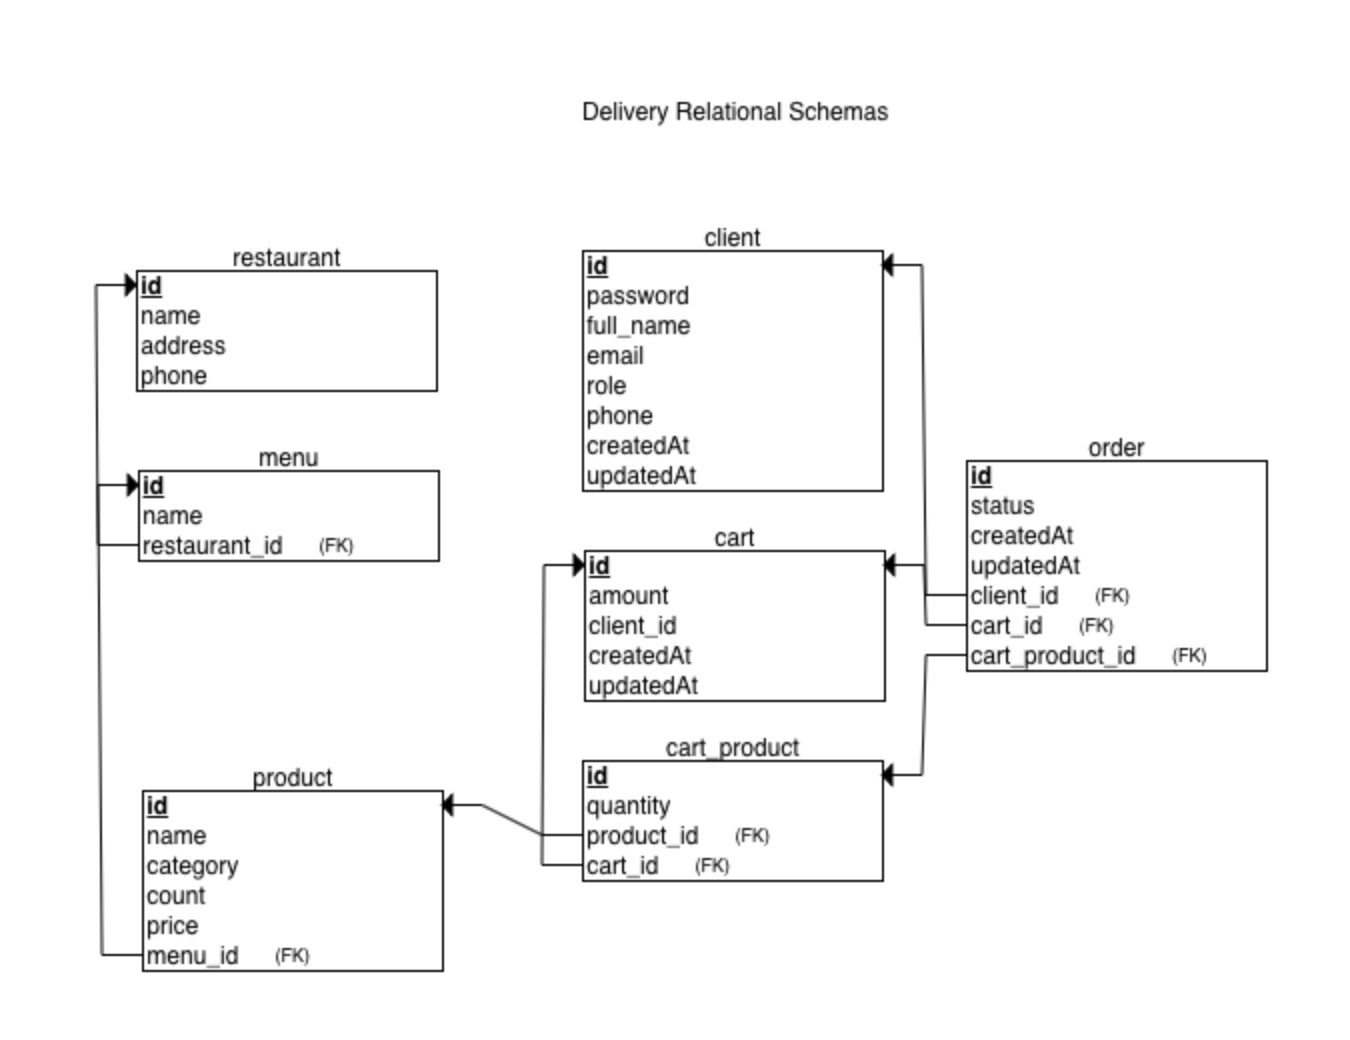 Delivery Relational Schemas
restaurant
id
name
address
phone
menu
id
name
restaurant_id (FK)
product
id
name
category
count
price
menu_id (FK)
client
id
password
full_name
email
role
phone
createdAt
updatedAt
cart
id
amount
client_id
createdAt
updatedAt
cart_product
id
quantity
product_id (FK)
cart_id (FK)
order
id
status
createdAt
updatedAt
client_id (FK)
cart_id (FK)
cart_product_id (FK)